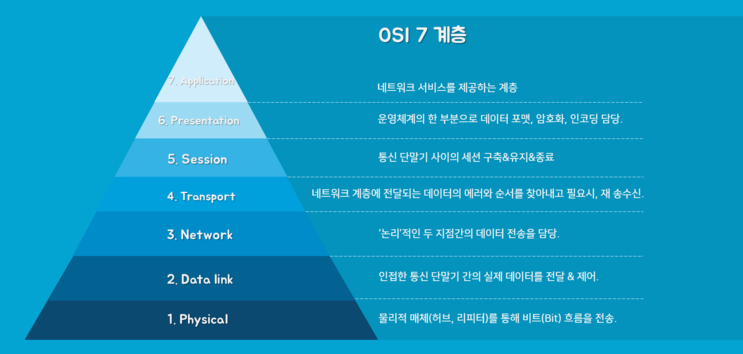 OSI 7 계층
7. Application
네트워크 서비스를 제공하는 계층
6. Presentation
운영체계의 한 부분으로 데이터 포맷, 암호화, 인코딩 담당.
5. Session
통신 단말기 사이의 세션 구축&유지&종료
4. Transport
네트워크 계층에 전달되는 데이터의 에러와 순서를 찾아내고 필요시, 재 송수신.
3. Network
'논리'적인 두 지점간의 데이터 전송을 담당.
2. Data link
인접한 통신 단말기 간의 실제 데이터를 전달 & 제어.
1. Physical
물리적 매체(허브, 리피터)를 통해 비트(Bit) 흐름을 전송.